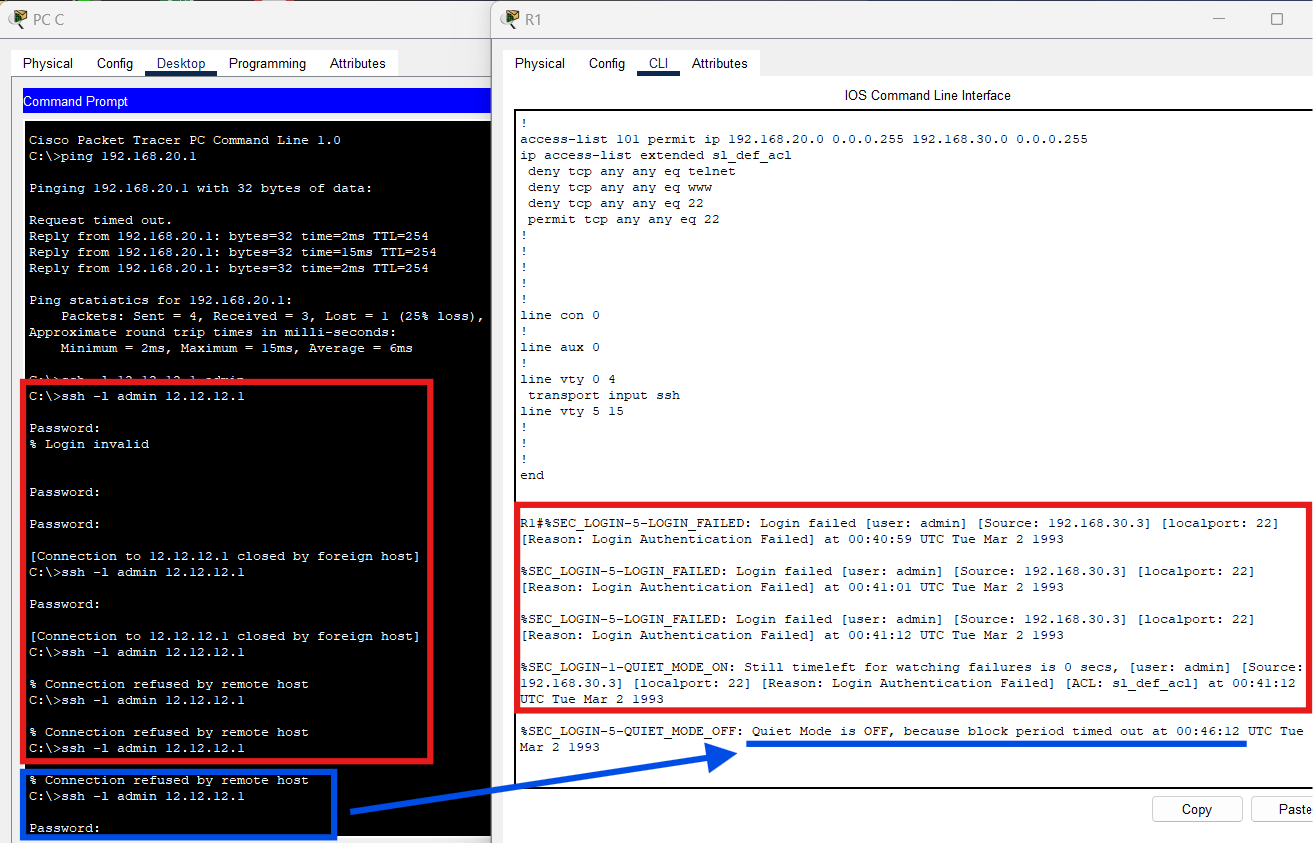 PC C
Physical Config Desktop Programming Attributes
Command Prompt
Cisco Packet Tracer PC Command Line 1.0
C:\>ping 192.168.20.1
Pinging 192.168.20.1 with 32 bytes of data:
Request timed out.
Reply from 192.168.20.1: bytes=32 time=2ms TTL=254
Reply from 192.168.20.1: bytes=32 time=15ms TTL=254
Reply from 192.168.20.1: bytes=32 time=2ms TTL=254
Ping statistics for 192.168.20.1:
Packets: Sent = 4, Received = 3, Lost = 1 (25% loss),
Approximate round trip times in milli-seconds:
Minimum = 2ms, Maximum = 15ms, Average = 6ms
C:\>ssh -l 12.12.12.1 admin
C:\>ssh -l admin 12.12.12.1
Password:
% Login invalid
Password:
Password:
[Connection to 12.12.12.1 closed by foreign host]
C:\>ssh -l admin 12.12.12.1
Password:
[Connection to 12.12.12.1 closed by foreign host]
C:\>ssh -l admin 12.12.12.1
% Connection refused by remote host
C:\>ssh -l admin 12.12.12.1
% Connection refused by remote host
C:\>ssh -l admin 12.12.12.1
% Connection refused by remote host
C:\>ssh -l admin 12.12.12.1
Password:
R1
Physical Config CLI Attributes
IOS Command Line Interface
!
access-list 101 permit ip 192.168.20.0 0.0.0.255 192.168.30.0 0.0.0.255
ip access-list extended sl_def_acl
deny tcp any any eq telnet
deny tcp any any eq www
deny tcp any any eq 22
permit tcp any any eq 22
!
!
!
!
!
line con 0
!
line aux 0
!
line vty 0 4
transport input ssh
line vty 5 15
!
!
!
end
R1#%SEC_LOGIN-5-LOGIN_FAILED: Login failed [user: admin] [Source: 192.168.30.3] [localport: 22]
[Reason: Login Authentication Failed] at 00:40:59 UTC Tue Mar 2 1993
%SEC_LOGIN-5-LOGIN_FAILED: Login failed [user: admin] [Source: 192.168.30.3] [localport: 22]
[Reason: Login Authentication Failed] at 00:41:01 UTC Tue Mar 2 1993
%SEC_LOGIN-5-LOGIN_FAILED: Login failed [user: admin] [Source: 192.168.30.3] [localport: 22]
[Reason: Login Authentication Failed] at 00:41:12 UTC Tue Mar 2 1993
%SEC_LOGIN-1-QUIET_MODE_ON: Still timeleft for watching failures is 0 secs, [user: admin] [Source:
192.168.30.3] [localport: 22] [Reason: Login Authentication Failed] [ACL: sl_def_acl] at 00:41:12
UTC Tue Mar 2 1993
%SEC_LOGIN-5-QUIET_MODE_OFF: Quiet Mode is OFF, because block period timed out at 00:46:12 UTC Tue
Mar 2 1993
Copy Paste